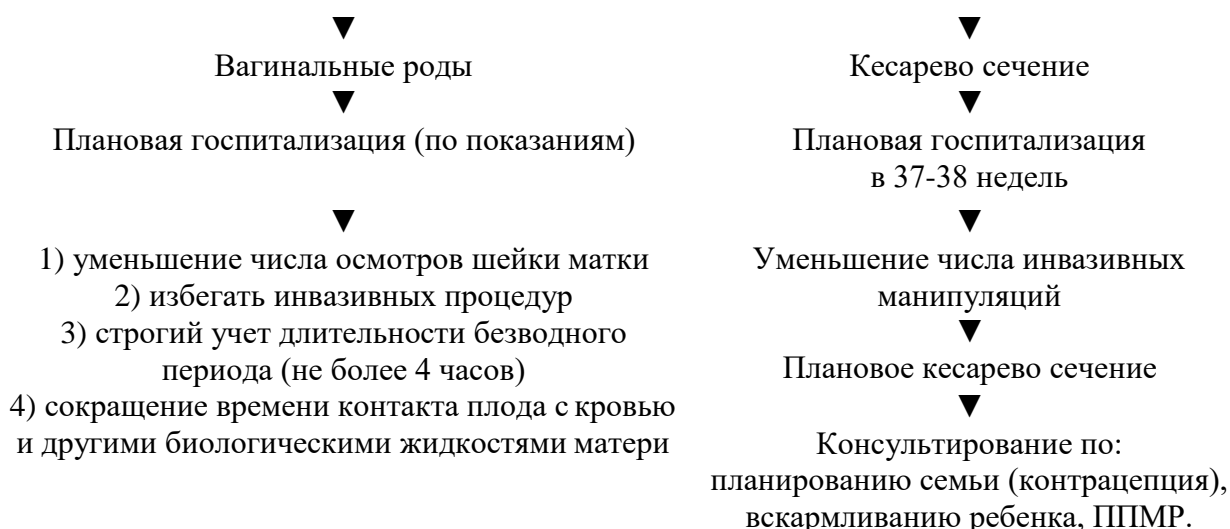 ▼
Вагинальные роды
▼
Плановая госпитализация (по показаниям)
▼
1) уменьшение числа осмотров шейки матки
2) избегать инвазивных процедур
3) строгий учет длительности безводного
периода (не более 4 часов)
4) сокращение времени контакта плода с кровью
и другими биологическими жидкостями матери
▼
Кесарево сечение
▼
Плановая госпитализация
в 37-38 недель
▼
Уменьшение числа инвазивных
манипуляций
▼
Плановое кесарево сечение
▼
Консультирование по:
планированию семьи (контрацепция),
вскармливанию ребенка, ППМР.